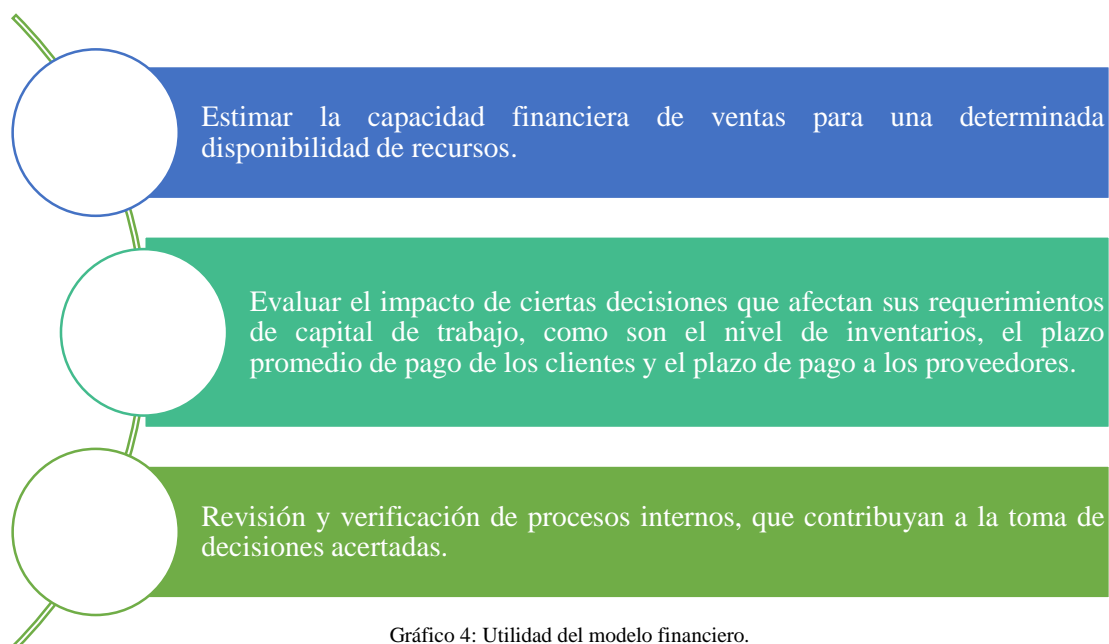 Estimar la capacidad financiera de ventas para una determinada
disponibilidad de recursos.
Evaluar el impacto de ciertas decisiones que afectan sus requerimientos
de capital de trabajo, como son el nivel de inventarios, el plazo
promedio de pago de los clientes y el plazo de pago a los proveedores.
Revisión y verificación de procesos internos, que contribuyan a la toma de
decisiones acertadas.
Gráfico 4: Utilidad del modelo financiero.